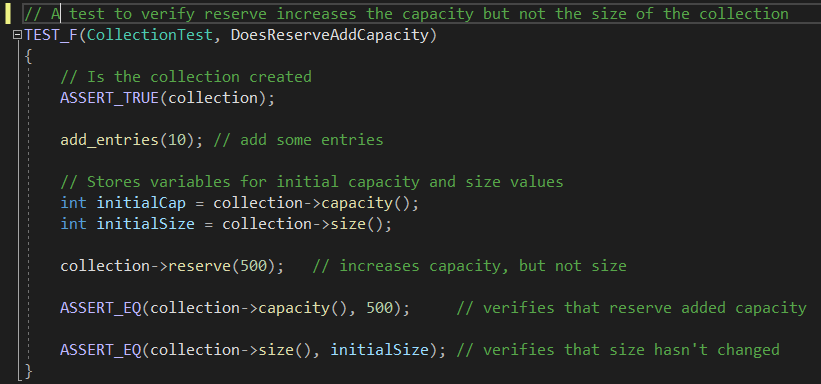 // A test to verify reserve increases the capacity but not the size of the collection
TEST_F(CollectionTest, DoesReserveAddCapacity)
{
// Is the collection created
ASSERT_TRUE(collection);
add_entries(10); // add some entries
// Stores variables for initial capacity and size values
int initialCap = collection->capacity();
int initialSize = collection->size();
collection->reserve(500);   // increases capacity, but not size
ASSERT_EQ(collection->capacity(), 500);     // verifies that reserve added capacity
ASSERT_EQ(collection->size(), initialSize); // verifies that size hasn't changed
}